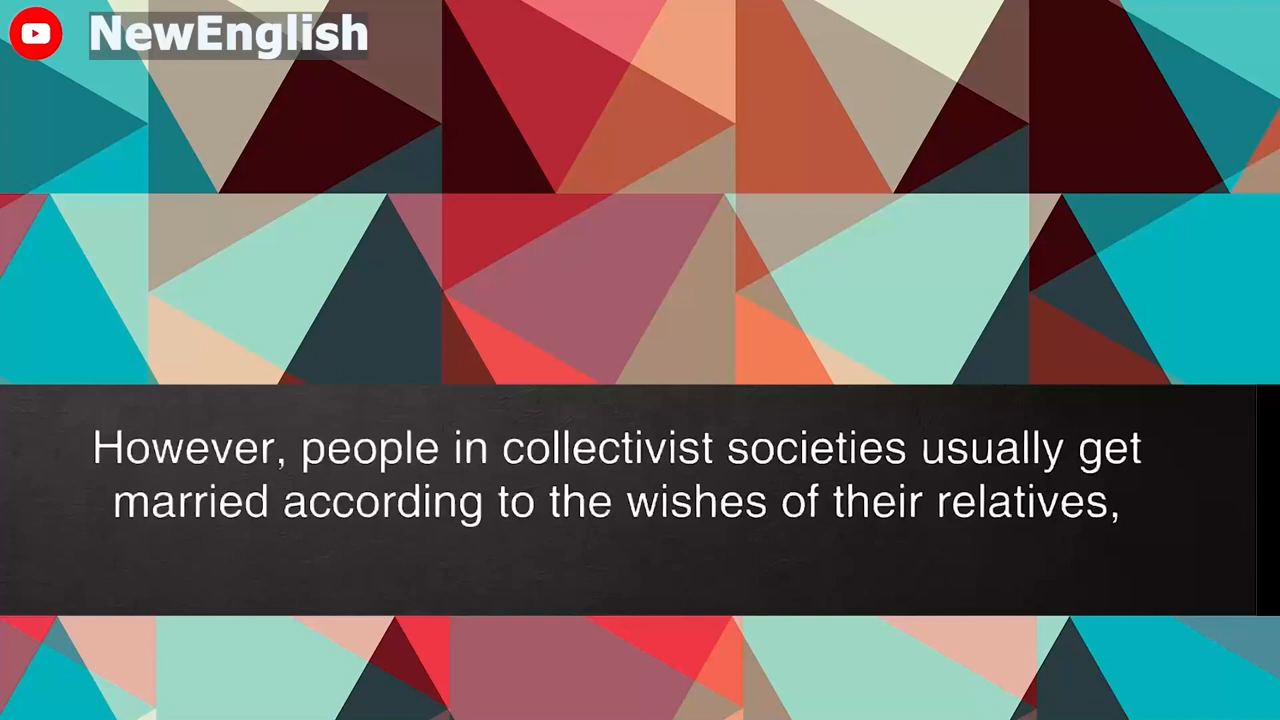 NewEnglish
However, people in collectivist societies usually get
married according to the wishes of their relatives,